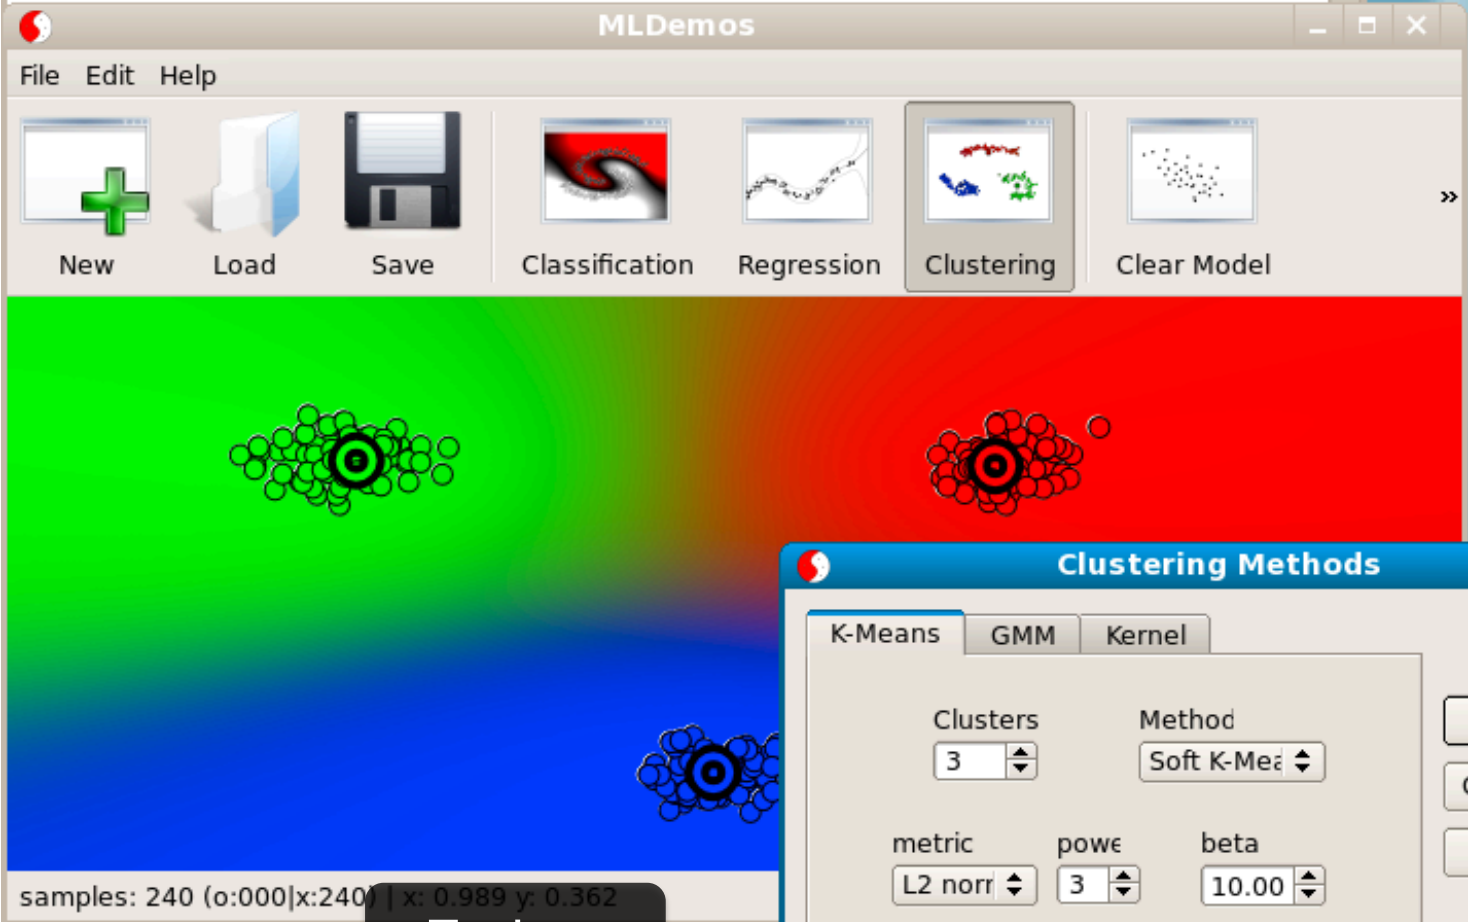 MLDemos
File Edit Help
New Load Save Classification Regression Clustering Clear Model »
Clustering Methods
K-Means GMM Kernel
Clusters Method
3 Soft K-Mea
metric powe beta
L2 norr 3 10.00
samples: 240 (o:000|x:240) | x: 0.989 y: 0.362